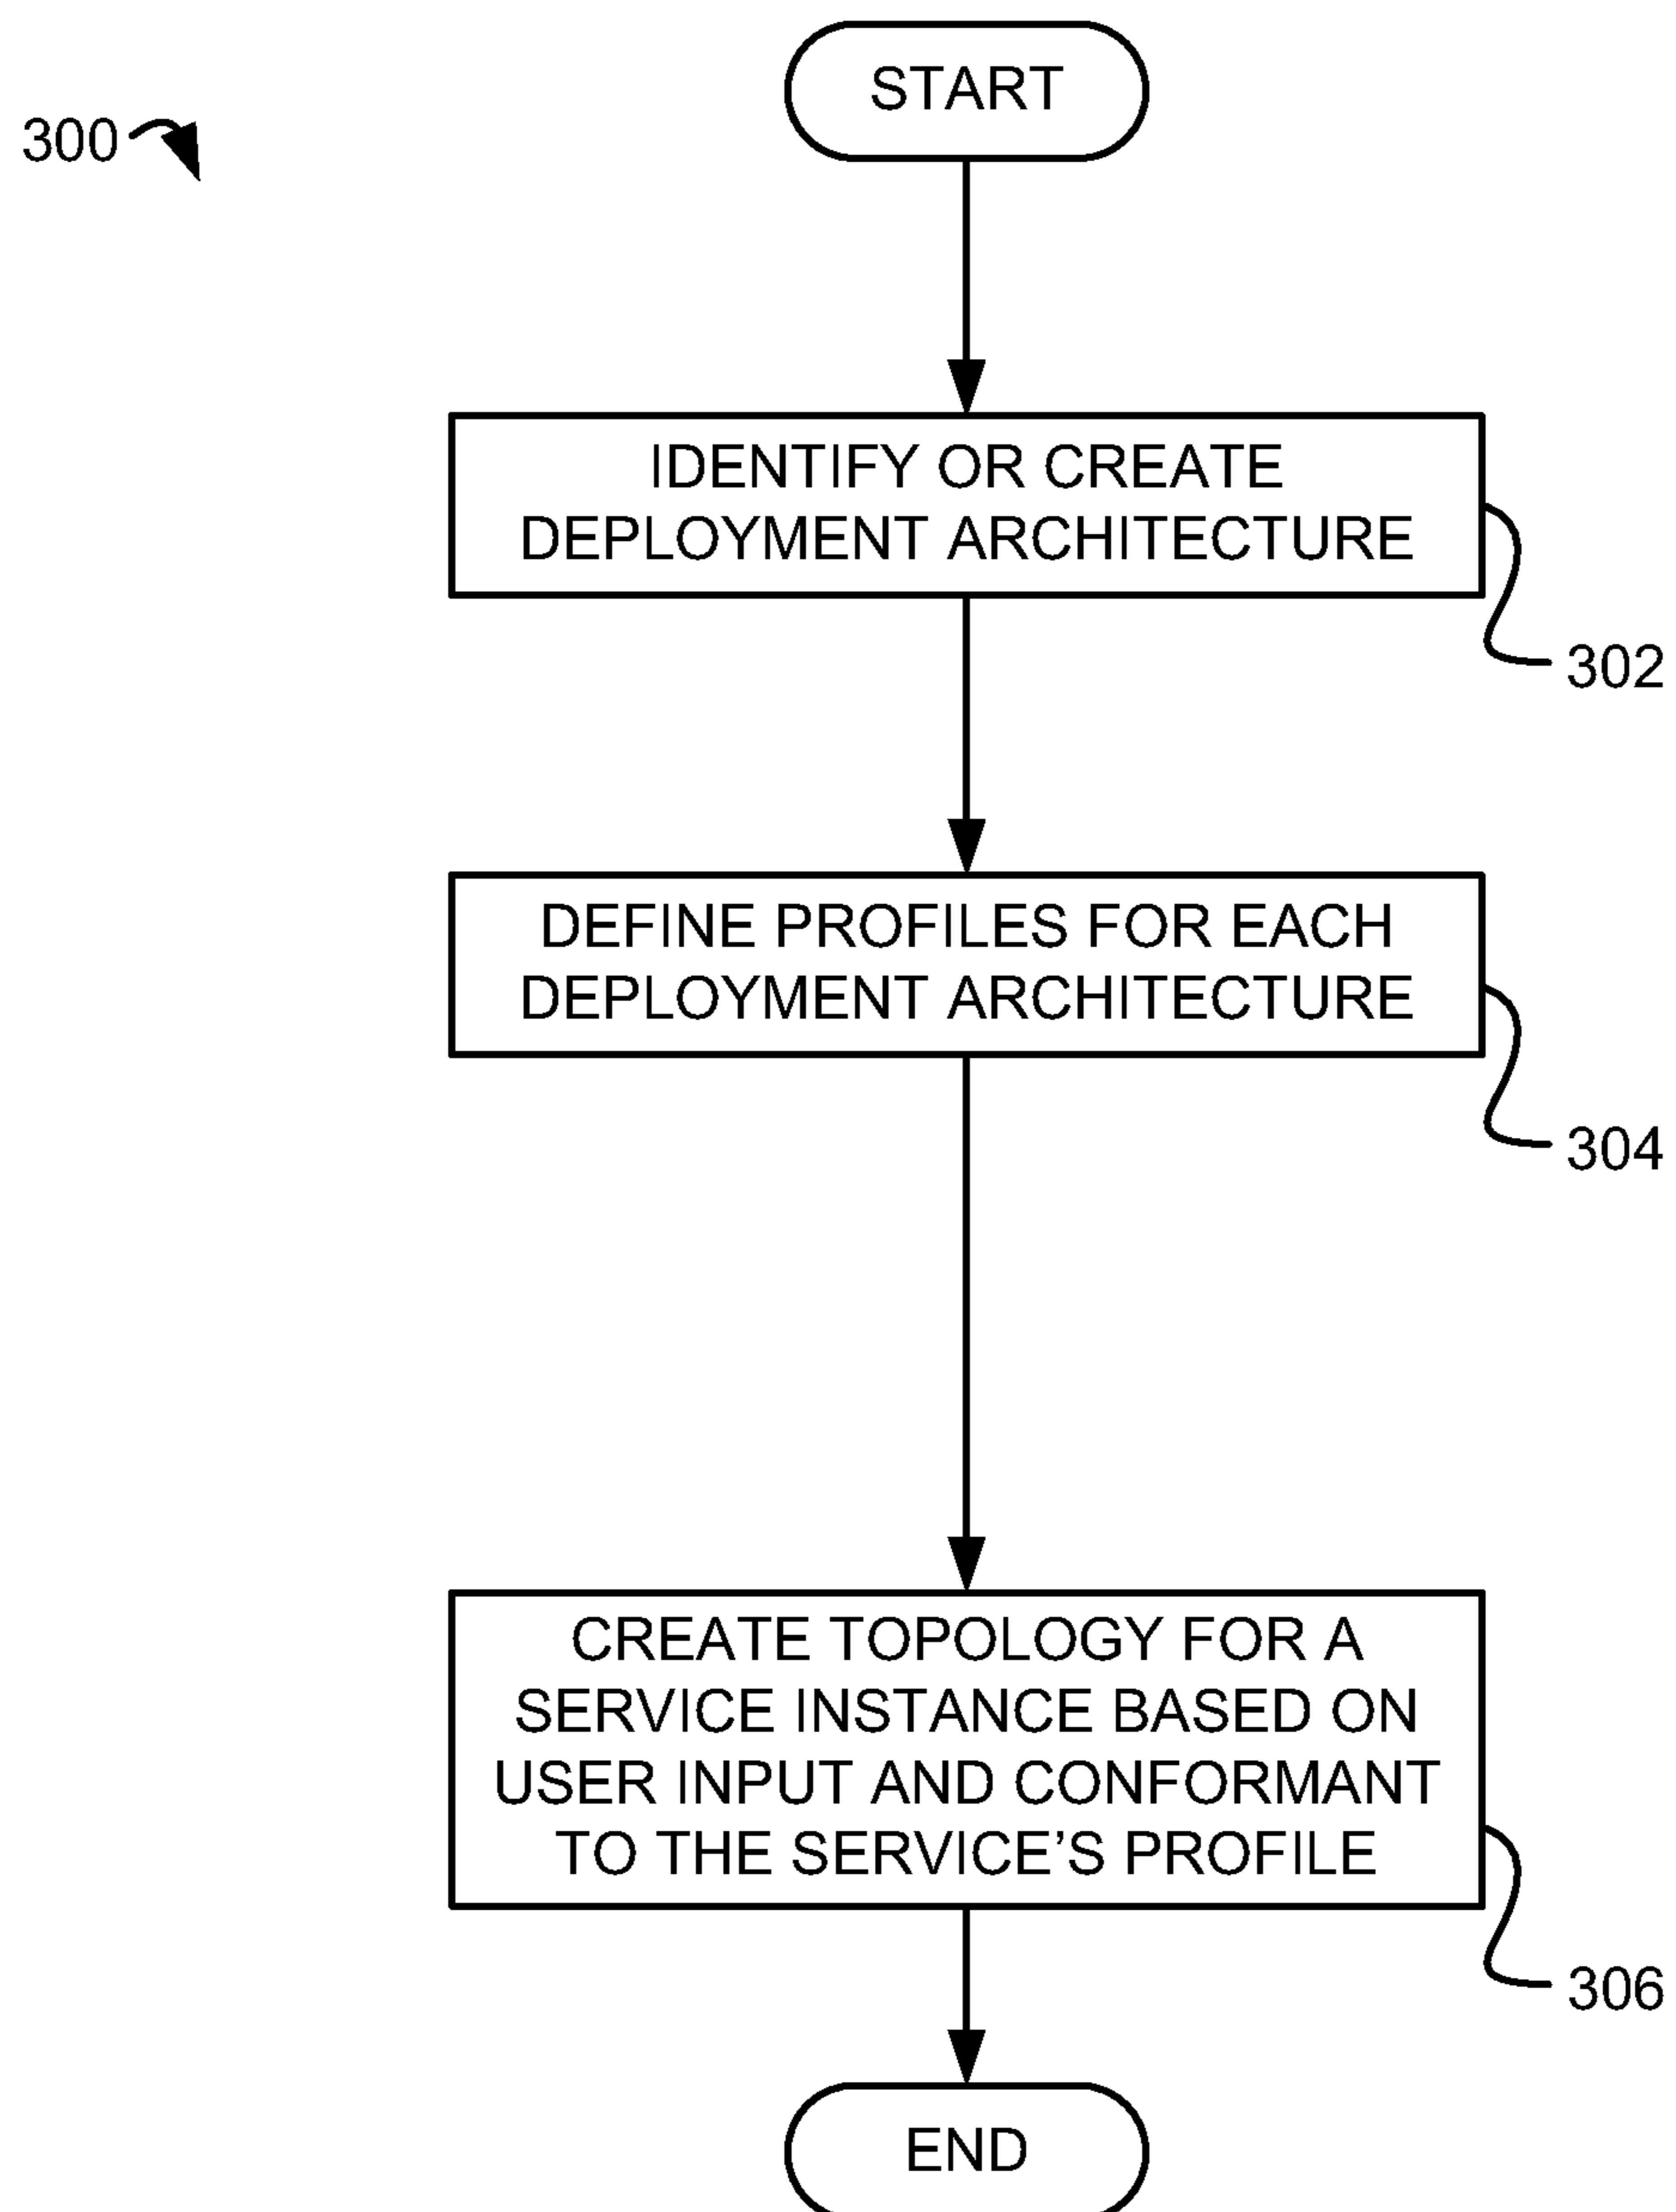 START
300
IDENTIFY OR CREATE
DEPLOYMENT ARCHITECTURE
302
DEFINE PROFILES FOR EACH
DEPLOYMENT ARCHITECTURE
304
CREATE TOPOLOGY FOR A
SERVICE INSTANCE BASED ON
USER INPUT AND CONFORMANT
TO THE SERVICE’S PROFILE
306
END